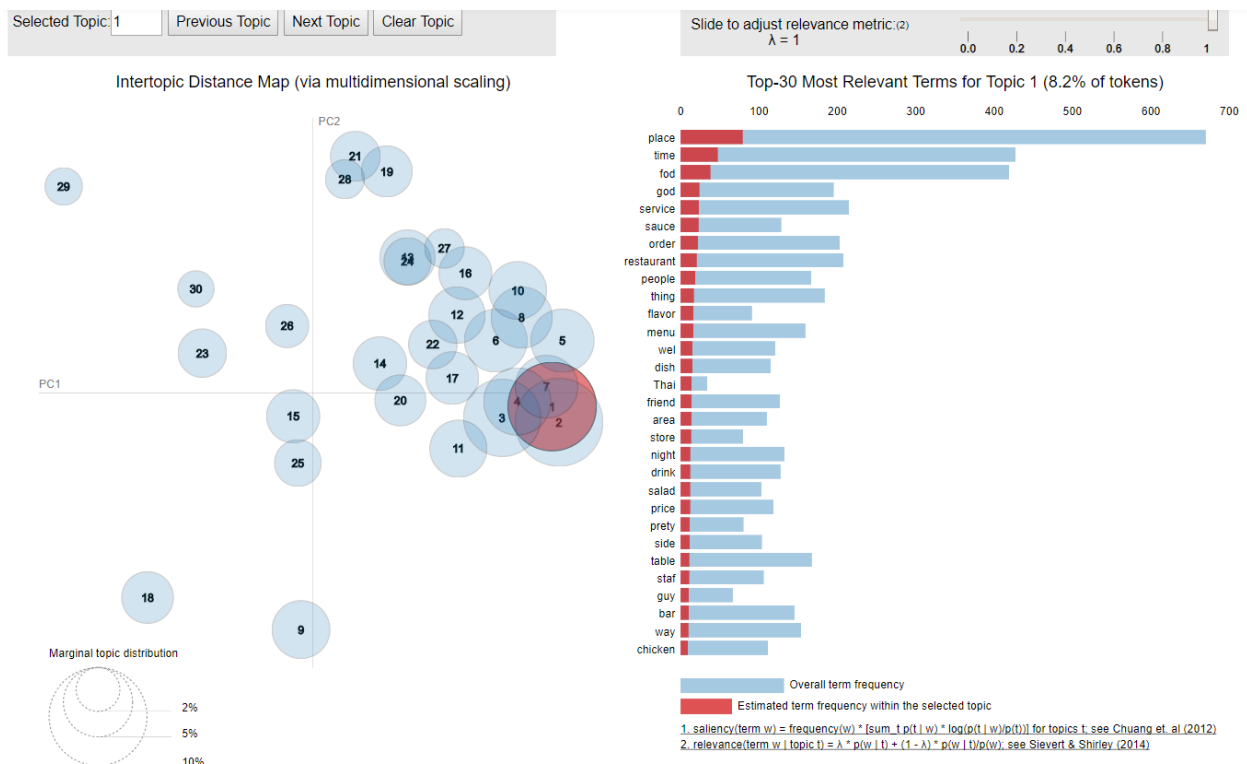 Selected Topic: 1 Previous Topic Next Topic Clear Topic
Slide to adjust relevance metric:(2)
λ = 1
0.0 0.2 0.4 0.6 0.8 1
Intertopic Distance Map (via multidimensional scaling)
PC2
PC1
21
19
28
29
27
24
16
30
10
12
8
26
22
6
5
23
14
17
7
20
4
1
15
3
2
11
25
18
9
Marginal topic distribution
2%
5%
10%
Top-30 Most Relevant Terms for Topic 1 (8.2% of tokens)
0 100 200 300 400 500 600 700
place
time
fod
god
service
sauce
order
restaurant
people
thing
flavor
menu
wel
dish
Thai
friend
area
store
night
drink
salad
price
prety
side
table
staf
guy
bar
way
chicken
Overall term frequency
Estimated term frequency within the selected topic
1. saliency(term w) = frequency(w) * [sum_t p(t | w) * log(p(t | w)/p(t))] for topics t; see Chuang et. al (2012)
2. relevance(term w | topic t) = λ * p(w | t) + (1 - λ) * p(w | t)/p(w); see Sievert & Shirley (2014)